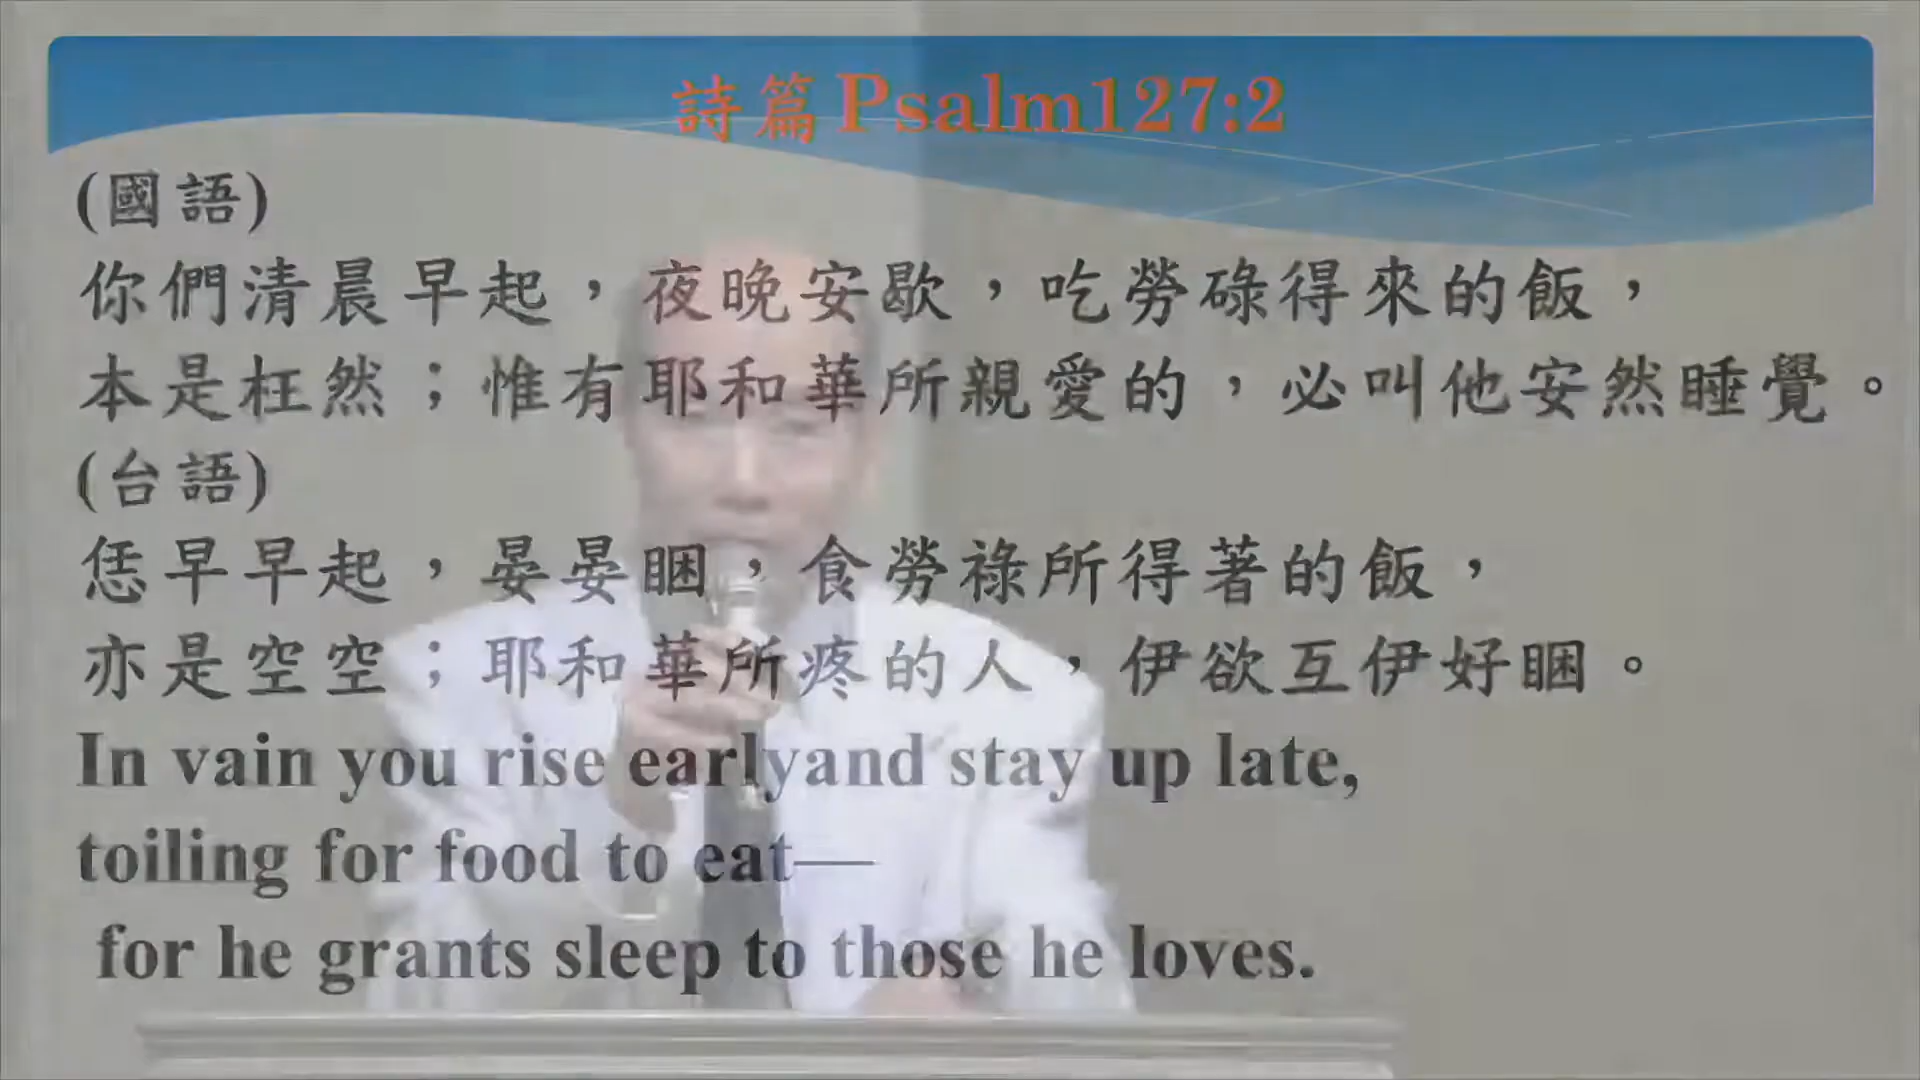 詩篇 Psalm127:2
(國語)
你們清晨早起，夜晚安歇，吃勞碌得來的飯，
本是枉然；惟有耶和華所親愛的，必叫他安然睡覺。
(台語)
恁早早起，晏晏睏，食勞祿所得著的飯，
亦是空空；耶和華所疼的人，伊欲互伊好睏。
In vain you rise earlyand stay up late,
toiling for food to eat—
for he grants sleep to those he loves.